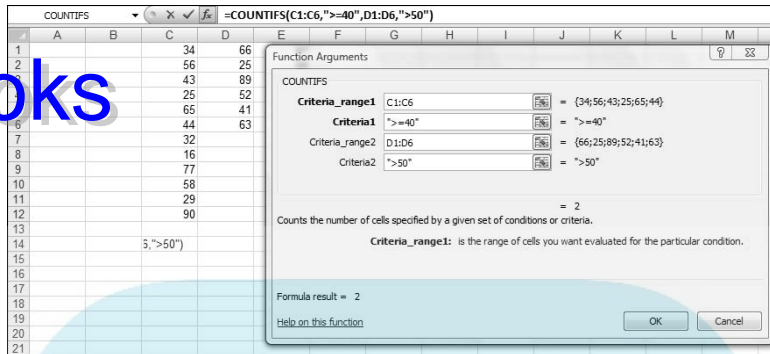 COUNTIFS =COUNTIFS(C1:C6,">=40",D1:D6,">50")
A B C D E F G H I J K L M
1 34 66
2 56 25
3 43 89
4 25 52
5 65 41
6 44 63
7 32
8 16
9 77
10 58
11 29
12 90
13
14 6,">50")
15
16
17
18
19
20
21
oks
Function Arguments
COUNTIFS
Criteria_range1 C1:C6 = {34;56;43;25;65;44}
Criteria1 ">=40" = ">=40"
Criteria_range2 D1:D6 = {66;25;89;52;41;63}
Criteria2 ">50" = ">50"
= 2
Counts the number of cells specified by a given set of conditions or criteria.
Criteria_range1: is the range of cells you want evaluated for the particular condition.
Formula result = 2
Help on this function OK Cancel